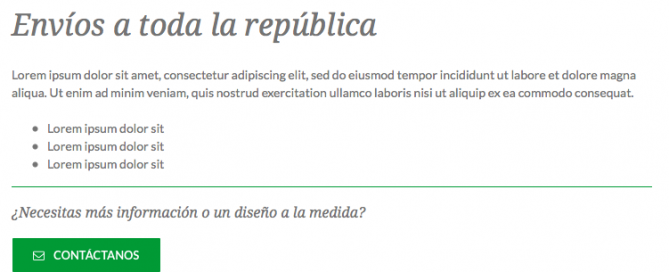 Envíos a toda la república
Lorem ipsum dolor sit amet, consectetur adipiscing elit, sed do eiusmod tempor incididunt ut labore et dolore magna
aliqua. Ut enim ad minim veniam, quis nostrud exercitation ullamco laboris nisi ut aliquip ex ea commodo consequat.
• Lorem ipsum dolor sit
• Lorem ipsum dolor sit
• Lorem ipsum dolor sit
¿Necesitas más información o un diseño a la medida?
CONTÁCTANOS